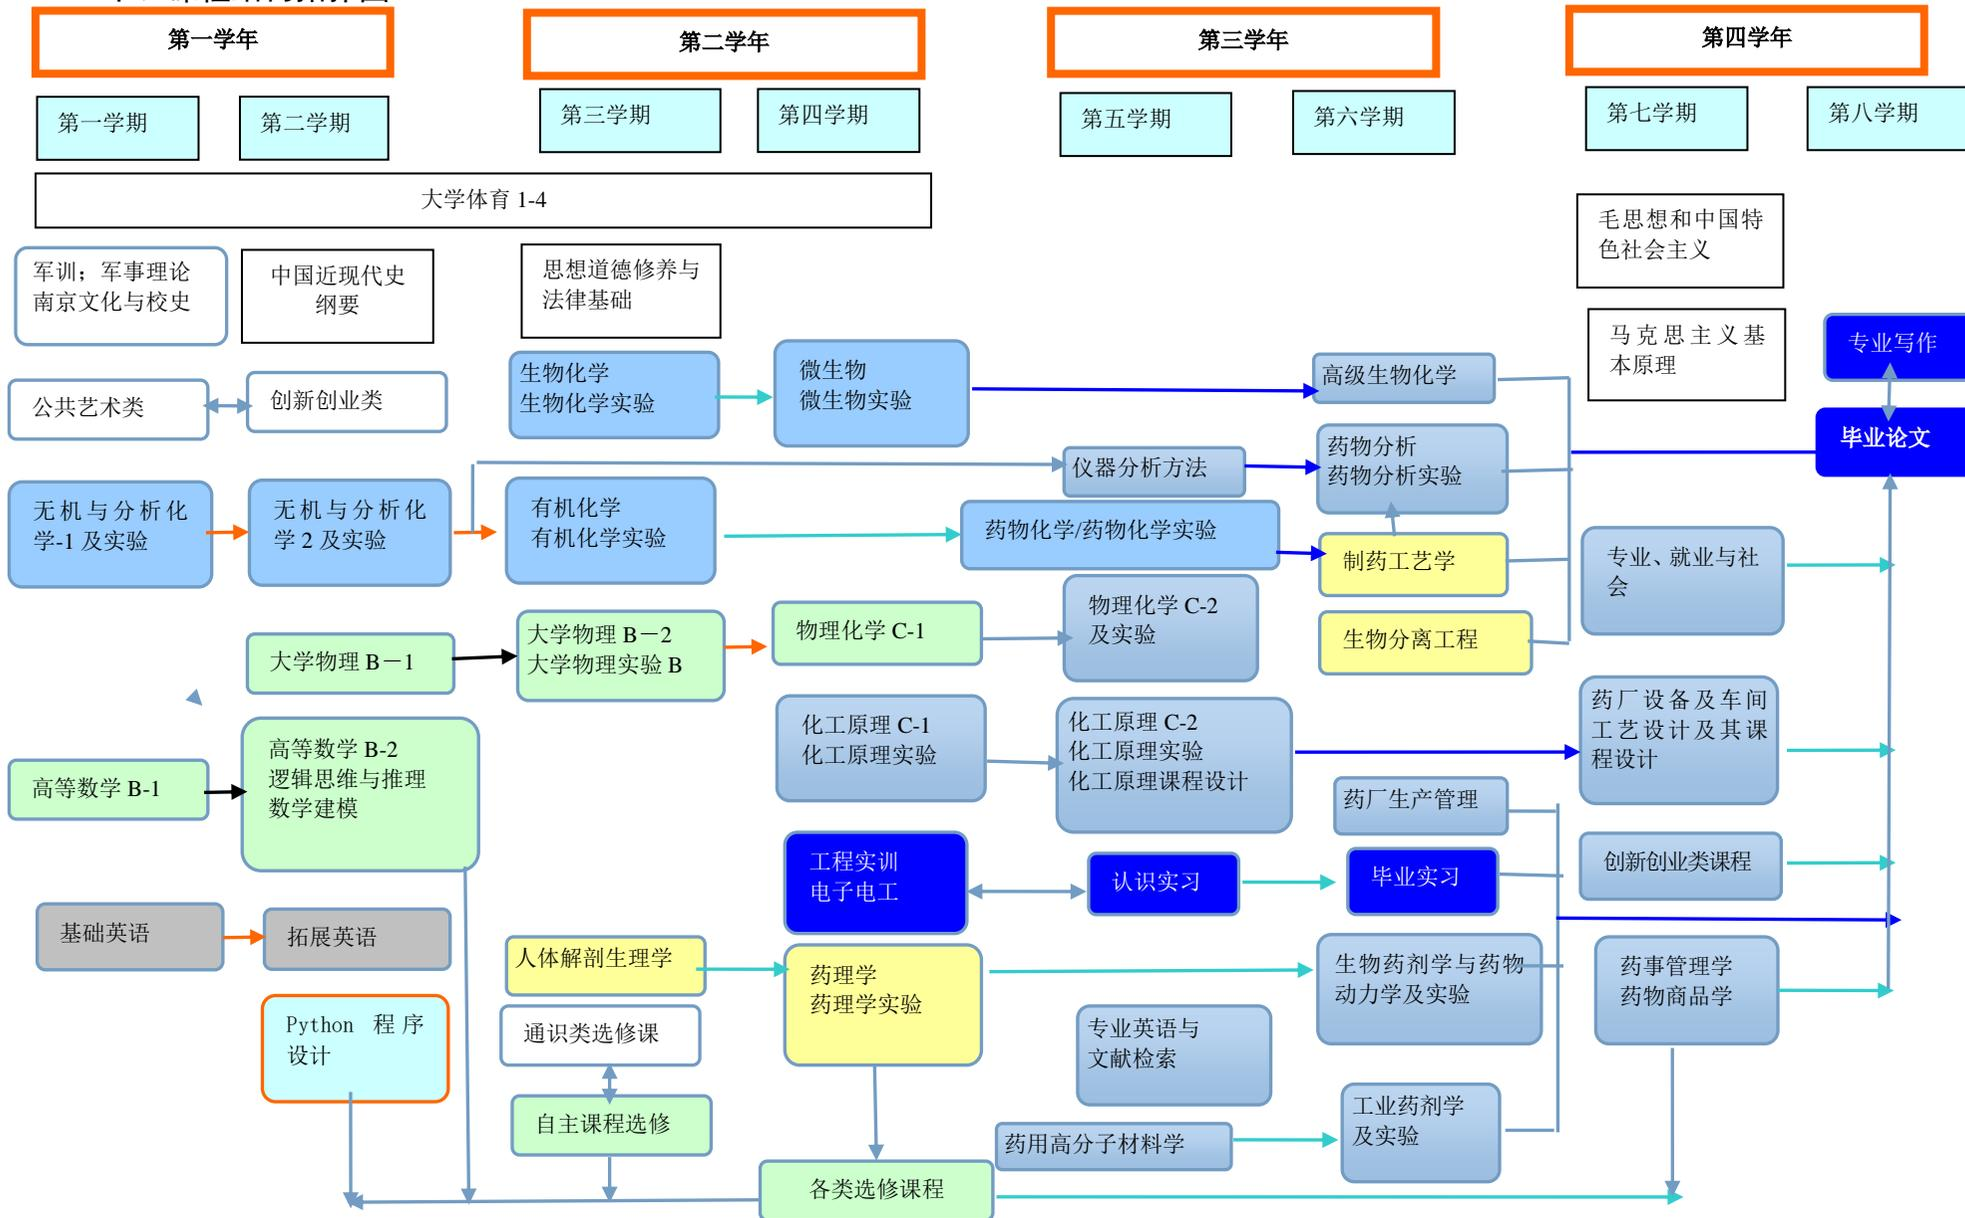 第一学年
第二学年
第三学年
第四学年
第一学期
第二学期
第三学期
第四学期
第五学期
第六学期
第七学期
第八学期
大学体育 1-4
毛思想和中国特
色社会主义
军训；军事理论
南京文化与校史
中国近现代史
纲要
思想道德修养与
法律基础
马克思主义基
本原理
专业写作
公共艺术类
创新创业类
生物化学
生物化学实验
微生物
微生物实验
高级生物化学
毕业论文
仪器分析方法
药物分析
药物分析实验
无机与分析化
学-1 及实验
无机与分析化
学 2 及实验
有机化学
有机化学实验
药物化学/药物化学实验
制药工艺学
专业、就业与社
会
大学物理 B－1
大学物理 B－2
大学物理实验 B
物理化学 C-1
物理化学 C-2
及实验
生物分离工程
高等数学 B-1
高等数学 B-2
逻辑思维与推理
数学建模
化工原理 C-1
化工原理实验
化工原理 C-2
化工原理实验
化工原理课程设计
药厂设备及车间
工艺设计及其课
程设计
药厂生产管理
工程实训
电子电工
认识实习
毕业实习
创新创业类课程
基础英语
拓展英语
人体解剖生理学
药理学
药理学实验
生物药剂学与药物
动力学及实验
药事管理学
药物商品学
Python 程序
设计
通识类选修课
专业英语与
文献检索
自主课程选修
药用高分子材料学
工业药剂学
及实验
各类选修课程